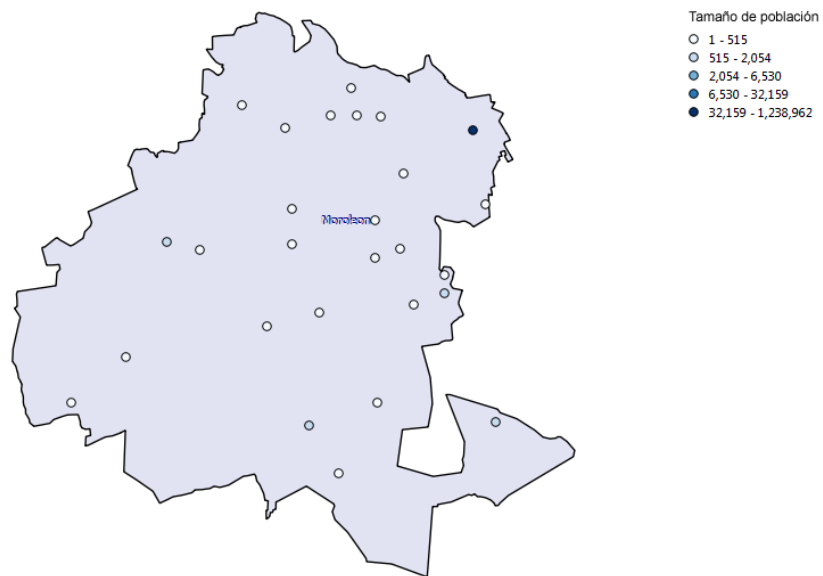 Tamaño de población
1 - 515
515 - 2,054
2,054 - 6,530
6,530 - 32,159
32,159 - 1,238,962
Moroleon